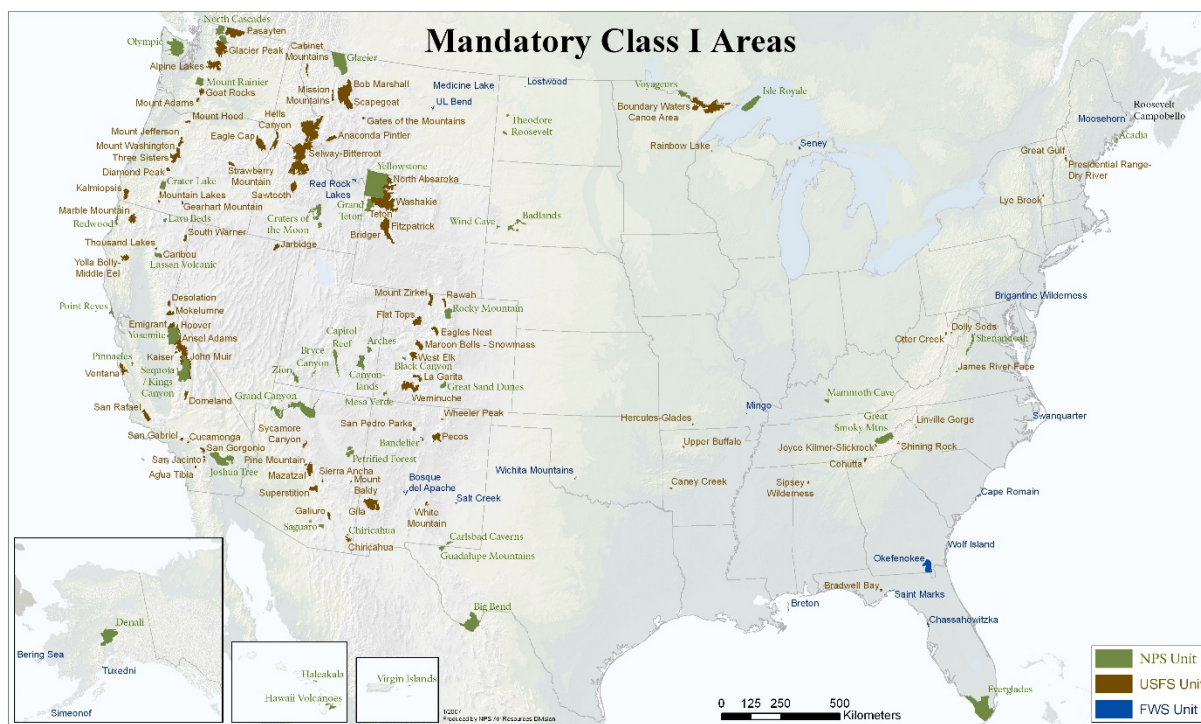 Mandatory Class I Areas
North Cascades
Pasayten
Olympic
Glacier Peak
Alpine Lakes
Mount Rainier
Goat Rocks
Mount Adams
Mount Hood
Mount Jefferson
Mount Washington
Three Sisters
Diamond Peak
Crater Lake
Kalmiopsis
Mountain Lakes
Gearhart Mountain
Marble Mountain
Redwood
Lava Beds
South Warner
Thousand Lakes
Caribou
Yolla Bolly-
Middle Eel
Lassen Volcanic
Cabinet
Mountains
Glacier
Mission
Mountains
Bob Marshall
Scapegoat
Gates of the Mountains
Hells
Canyon
Eagle Cap
Anaconda Pintler
Selway-Bitterroot
Strawberry
Mountain
Sawtooth
Red Rock
Lakes
Yellowstone
North Absaroka
Washakie
Grand
Teton
Teton
Fitzpatrick
Bridger
Craters of
the Moon
Jarbidge
Medicine Lake
UL Bend
Lostwood
Theodore
Roosevelt
Wind Cave
Badlands
Voyageurs
Isle Royale
Boundary Waters
Canoe Area
Rainbow Lake
Seney
Roosevelt
Campobello
Moosehorn
Acadia
Great Gulf
Presidential Range-
Dry River
Lye Brook
Brigantine Wilderness
Point Reyes
Desolation
Mokelumne
Emigrant
Hoover
Yosemite
Ansel Adams
Pinnacles
Kaiser
John Muir
Ventana
Sequoia
/ Kings
Canyon
Domeland
San Rafael
San Gabriel
Cucamonga
San Gorgonio
San Jacinto
Agua Tibia
Joshua Tree
Mount Zirkel
Rawah
Rocky Mountain
Flat Tops
Eagles Nest
Maroon Bells - Snowmass
West Elk
Black Canyon
La Garita
Great Sand Dunes
Weminuche
Mesa Verde
Capitol
Reef
Arches
Bryce
Canyon
Canyon-
lands
Zion
Grand Canyon
Wheeler Peak
San Pedro Parks
Pecos
Bandelier
Sycamore
Canyon
Petrified Forest
Pine Mountain
Mazatzal
Sierra Ancha
Mount
Baldy
Superstition
Bosque
del Apache
Salt Creek
White
Mountain
Galiuro
Gila
Saguaro
Chiricahua
Chiricahua
Carlsbad Caverns
Guadalupe Mountains
Big Bend
Wichita Mountains
Hercules-Glades
Mingo
Upper Buffalo
Caney Creek
Sipsey
Wilderness
Mammoth Cave
Great
Smoky Mtns
Joyce Kilmer-Slickrock
Cohutta
Linville Gorge
Shining Rock
Otter Creek
Dolly Sods
Shenandoah
James River Face
Swanquarter
Cape Romain
Wolf Island
Okefenokee
Bradwell Bay
Saint Marks
Breton
Chassahowitzka
Everglades
Denali
Bering Sea
Tuxedni
Simeonof
Haleakala
Hawaii Volcanoes
Virgin Islands
1/2007
Produced by NPS Air Resources Division
0 125 250 500
Kilometers
NPS Unit
USFS Unit
FWS Unit